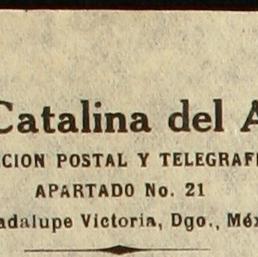 Catalina del A
CION POSTAL Y TELEGRAF
APARTADO No. 21
adalupe Victoria, Dgo., Méx